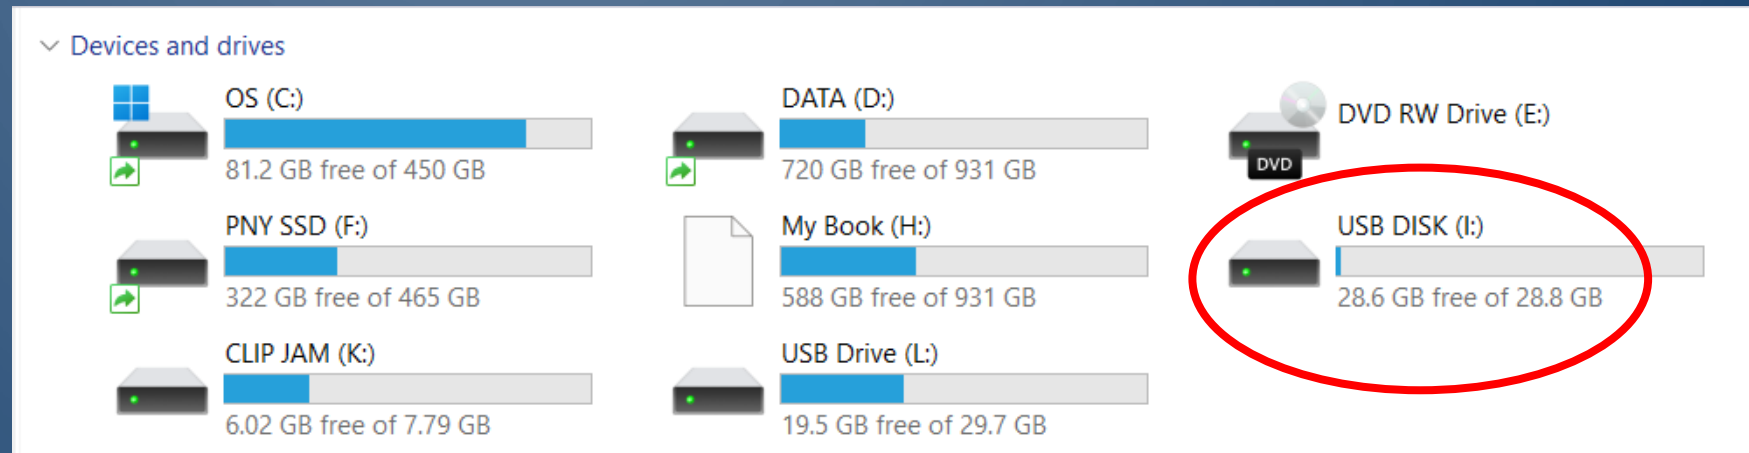 Devices and drives
OS (C:)
81.2 GB free of 450 GB
DATA (D:)
720 GB free of 931 GB
DVD RW Drive (E:)
DVD
PNY SSD (F:)
322 GB free of 465 GB
My Book (H:)
588 GB free of 931 GB
USB DISK (I:)
28.6 GB free of 28.8 GB
CLIP JAM (K:)
6.02 GB free of 7.79 GB
USB Drive (L:)
19.5 GB free of 29.7 GB